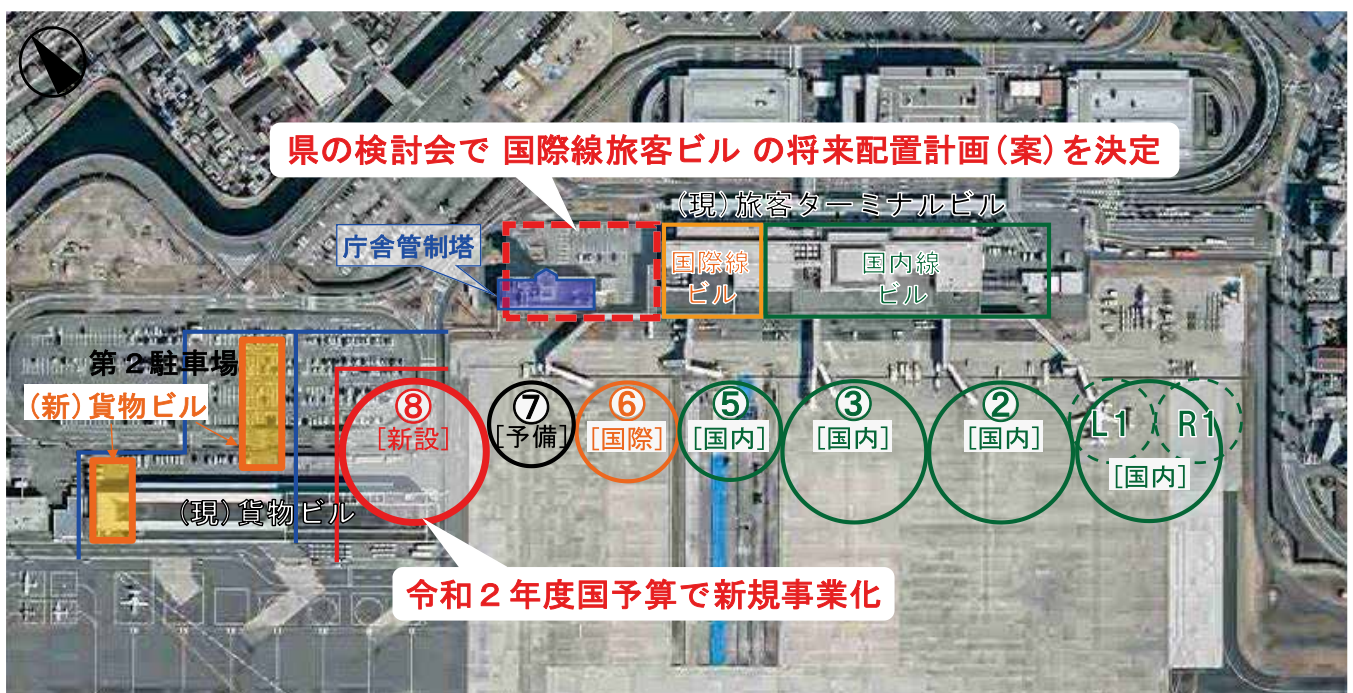 県の検討会で 国際線旅客ビル の将来配置計画(案)を決定
(現)旅客ターミナルビル
庁舎管制塔
国際線
ビル
国内線
ビル
第2駐車場
(新)貨物ビル
(現)貨物ビル
⑧
[新設]
⑦
[予備]
⑥
[国際]
⑤
[国内]
③
[国内]
②
[国内]
L1
R1
[国内]
令和2年度国予算で新規事業化